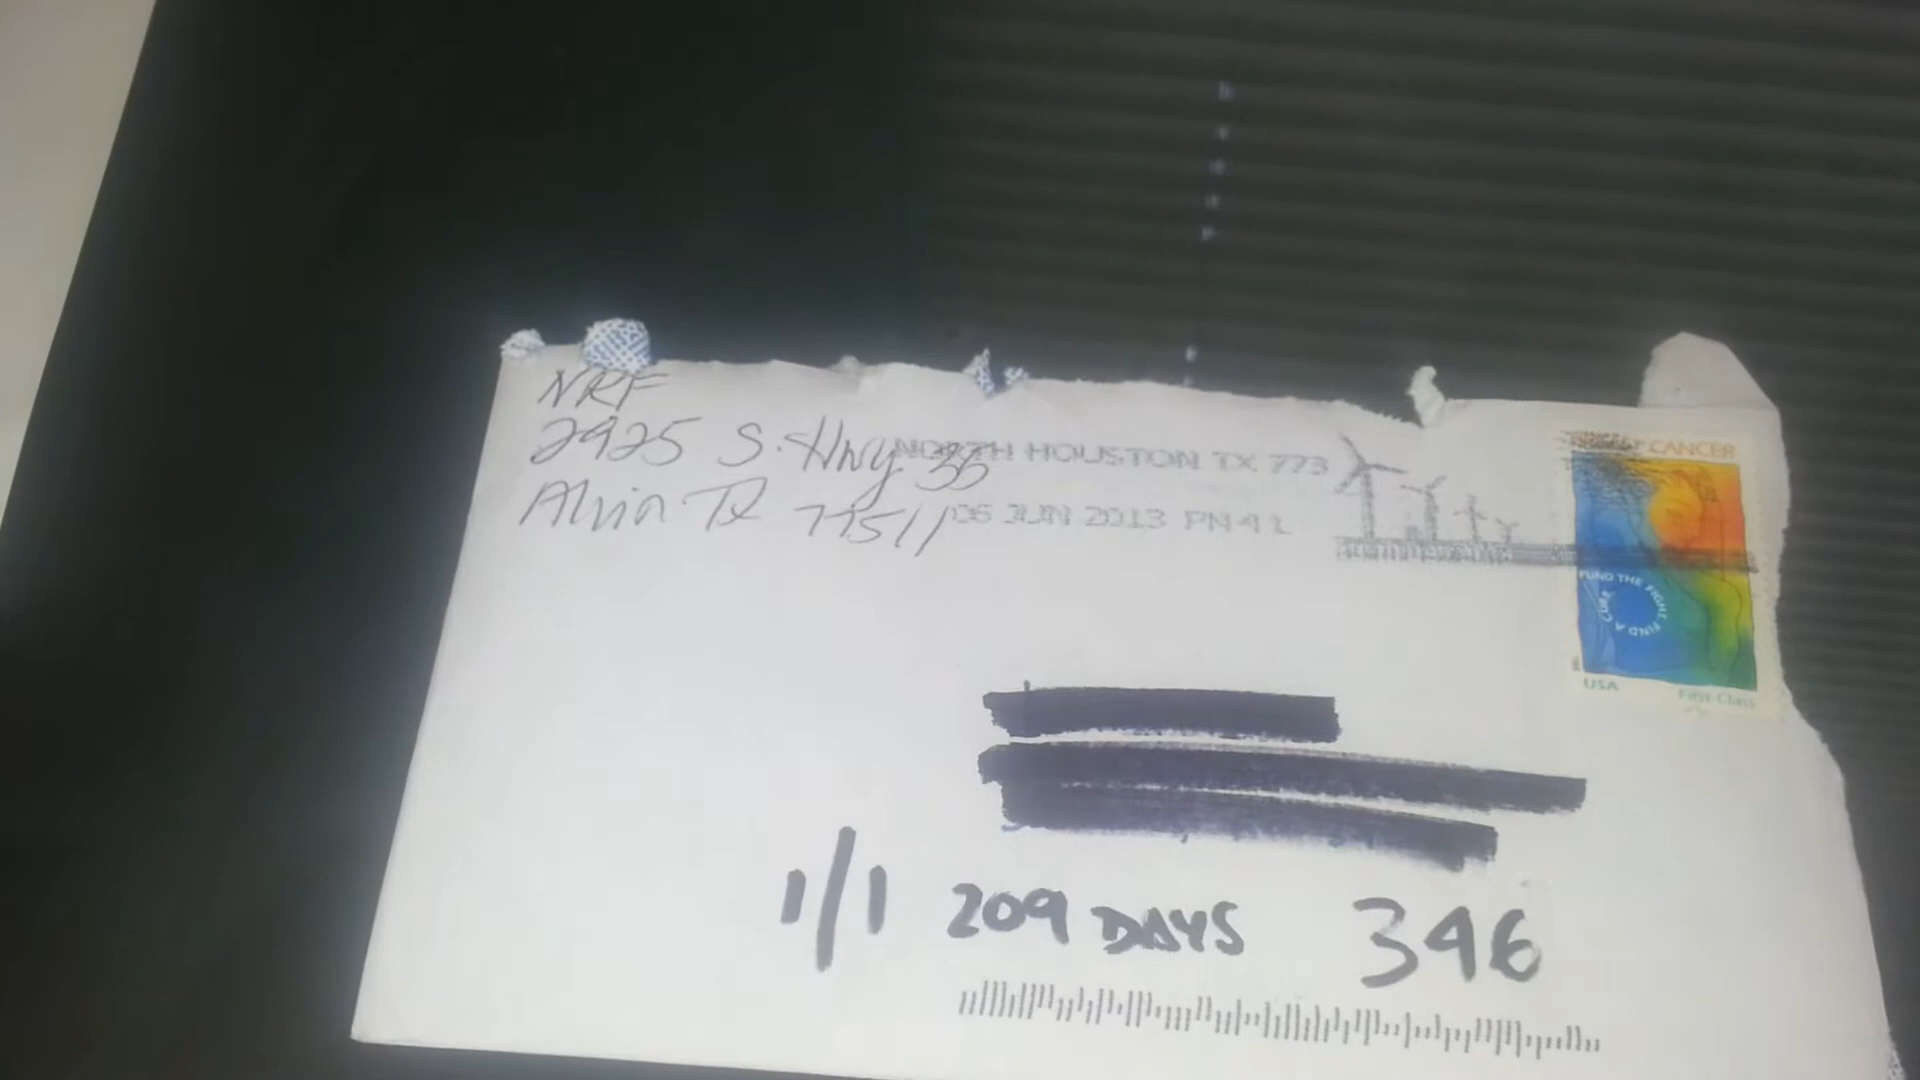 NRF
2925 S. Hwy 35
Alvin TX 77511
NORTH HOUSTON TX 773
06 JUN 2013 PM 4 L
CANCER
FUND THE FIGHT. FIND A CURE
USA First-Class
1/1 209 DAYS 396